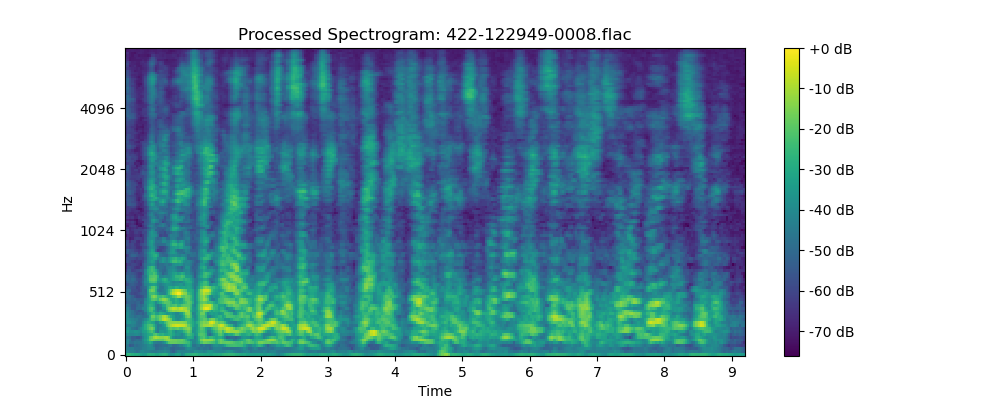 Processed Spectrogram: 422-122949-0008.flac
+0 dB
-10 dB
-20 dB
-30 dB
-40 dB
-50 dB
-60 dB
-70 dB
4096
2048
1024
512
0
Hz
0 1 2 3 4 5 6 7 8 9
Time